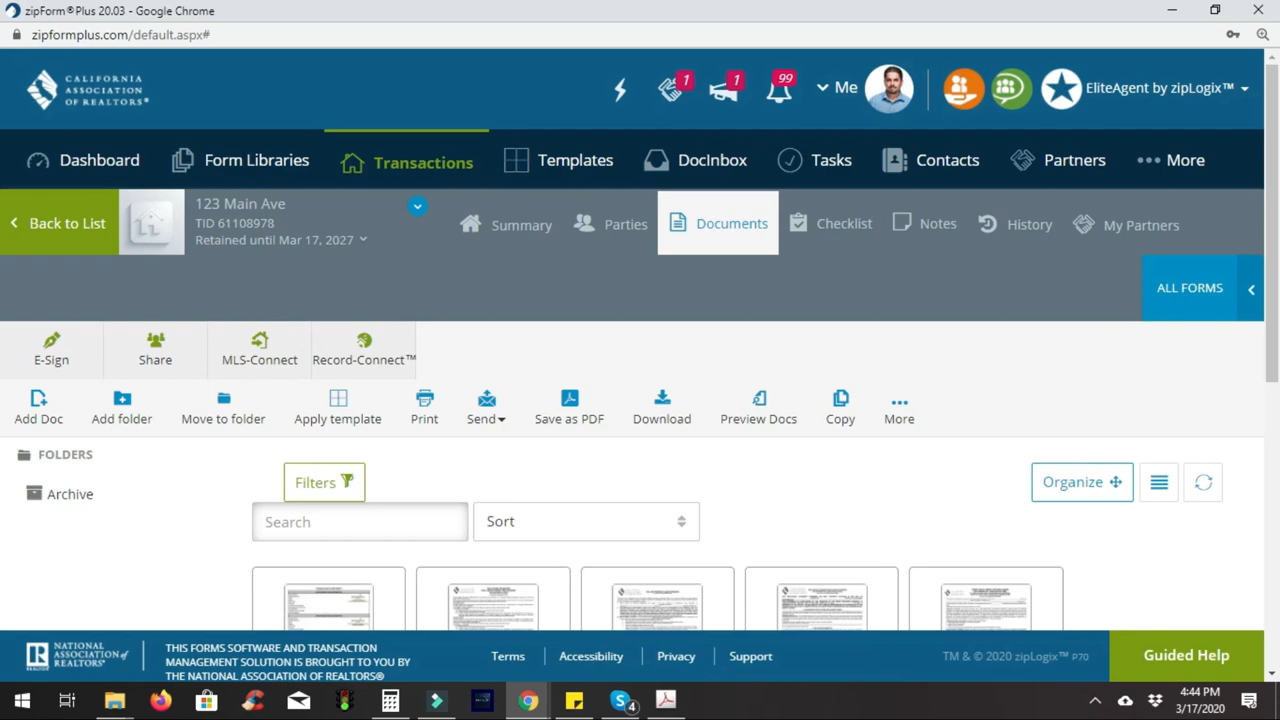 zipForm®Plus 20.03 - Google Chrome
zipformplus.com/default.aspx#
CALIFORNIA
ASSOCIATION
OF REALTORS®
1
1
99
Me
EliteAgent by zipLogix™
Dashboard
Form Libraries
Transactions
Templates
DocInbox
Tasks
Contacts
Partners
More
Back to List
123 Main Ave
TID 61108978
Retained until Mar 17, 2027
Summary
Parties
Documents
Checklist
Notes
History
My Partners
ALL FORMS
E-Sign
Share
MLS-Connect
Record-Connect™
Add Doc
Add folder
Move to folder
Apply template
Print
Send
Save as PDF
Download
Preview Docs
Copy
More
FOLDERS
Archive
Filters
Organize
Search
Sort
R
REALTOR®
NATIONAL
ASSOCIATION of
REALTORS®
THIS FORMS SOFTWARE AND TRANSACTION
MANAGEMENT SOLUTION IS BROUGHT TO YOU BY
THE NATIONAL ASSOCIATION OF REALTORS®
Terms
Accessibility
Privacy
Support
TM & © 2020 zipLogix™ P70
Guided Help
4
4:44 PM
3/17/2020